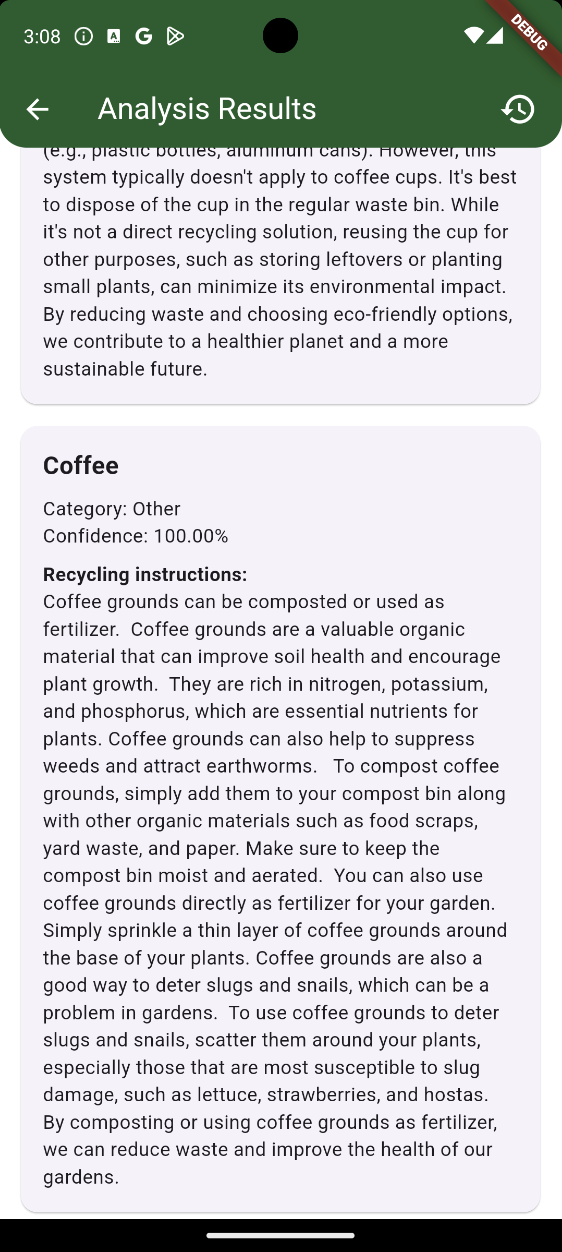 3:08
DEBUG
Analysis Results
(e.g., plastic bottles, aluminum cans). However, this
system typically doesn't apply to coffee cups. It's best
to dispose of the cup in the regular waste bin. While
it's not a direct recycling solution, reusing the cup for
other purposes, such as storing leftovers or planting
small plants, can minimize its environmental impact.
By reducing waste and choosing eco-friendly options,
we contribute to a healthier planet and a more
sustainable future.
Coffee
Category: Other
Confidence: 100.00%
Recycling instructions:
Coffee grounds can be composted or used as
fertilizer.  Coffee grounds are a valuable organic
material that can improve soil health and encourage
plant growth.  They are rich in nitrogen, potassium,
and phosphorus, which are essential nutrients for
plants. Coffee grounds can also help to suppress
weeds and attract earthworms.   To compost coffee
grounds, simply add them to your compost bin along
with other organic materials such as food scraps,
yard waste, and paper. Make sure to keep the
compost bin moist and aerated.  You can also use
coffee grounds directly as fertilizer for your garden.
Simply sprinkle a thin layer of coffee grounds around
the base of your plants. Coffee grounds are also a
good way to deter slugs and snails, which can be a
problem in gardens.  To use coffee grounds to deter
slugs and snails, scatter them around your plants,
especially those that are most susceptible to slug
damage, such as lettuce, strawberries, and hostas.
By composting or using coffee grounds as fertilizer,
we can reduce waste and improve the health of our
gardens.